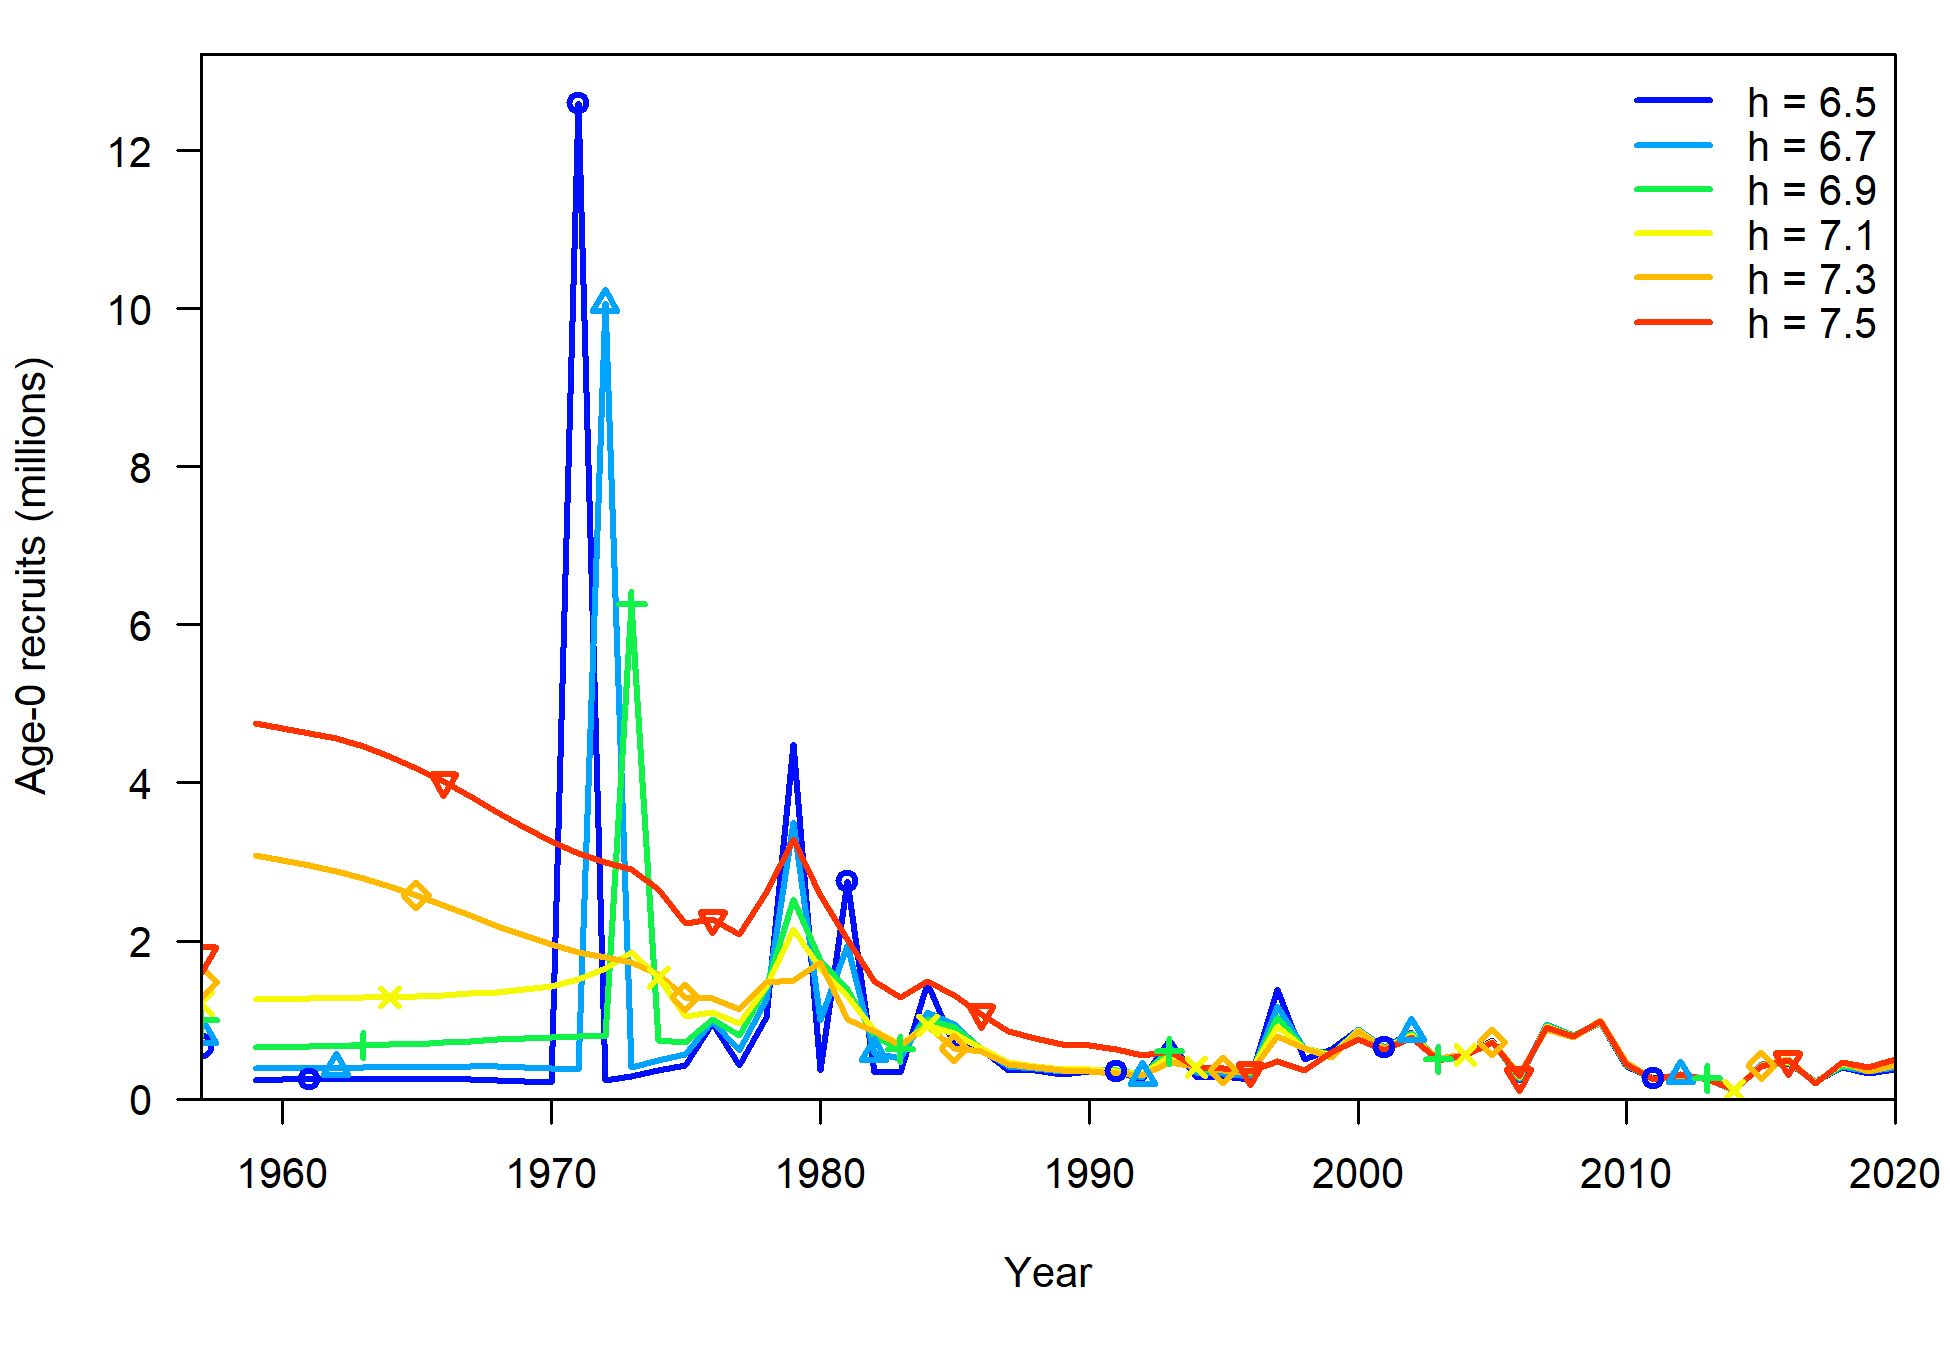 h = 6.5
h = 6.7
h = 6.9
h = 7.1
h = 7.3
h = 7.5
12
10
8
6
4
2
0
Age-0 recruits (millions)
1960 1970 1980 1990 2000 2010 2020
Year